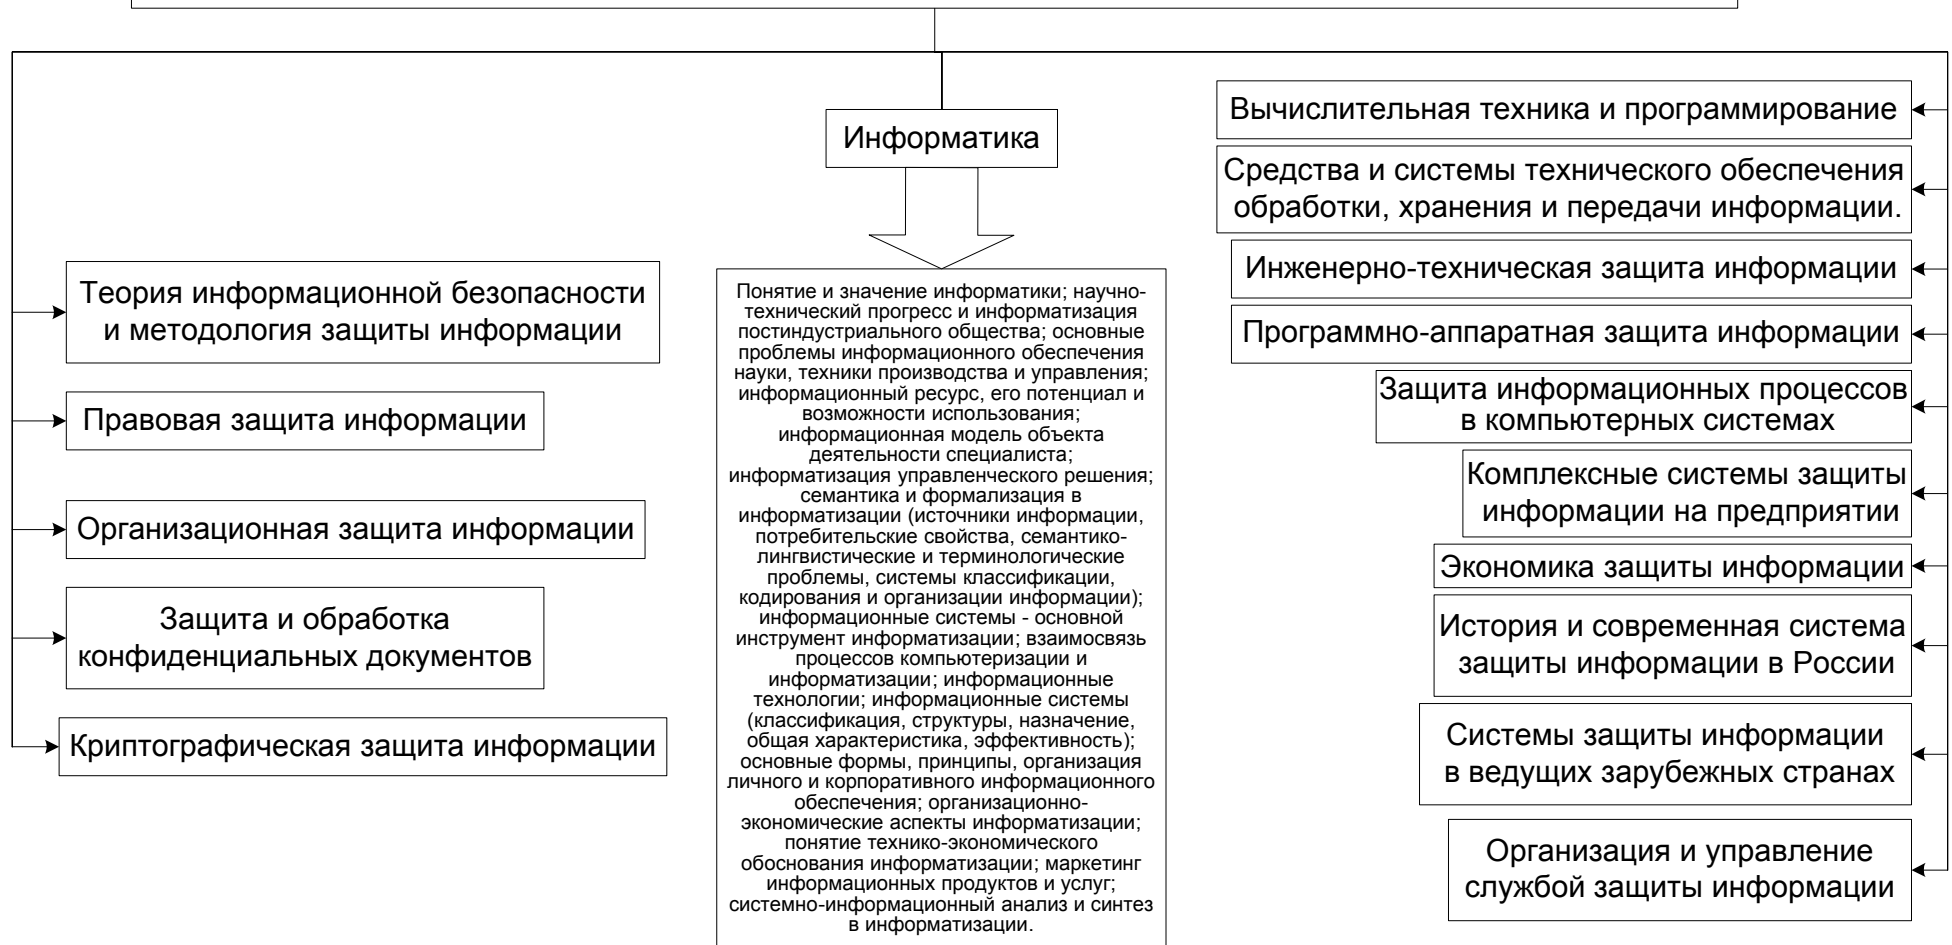 Информатика
Теория информационной безопасности
и методология защиты информации
Правовая защита информации
Организационная защита информации
Защита и обработка
конфиденциальных документов
Криптографическая защита информации
Понятие и значение информатики; научно-
технический прогресс и информатизация
постиндустриального общества; основные
проблемы информационного обеспечения
науки, техники производства и управления;
информационный ресурс, его потенциал и
возможности использования;
информационная модель объекта
деятельности специалиста;
информатизация управленческого решения;
семантика и формализация в
информатизации (источники информации,
потребительские свойства, семантико-
лингвистические и терминологические
проблемы, системы классификации,
кодирования и организации информации);
информационные системы - основной
инструмент информатизации; взаимосвязь
процессов компьютеризации и
информатизации; информационные
технологии; информационные системы
(классификация, структуры, назначение,
общая характеристика, эффективность);
основные формы, принципы, организация
личного и корпоративного информационного
обеспечения; организационно-
экономические аспекты информатизации;
понятие технико-экономического
обоснования информатизации; маркетинг
информационных продуктов и услуг;
системно-информационный анализ и синтез
в информатизации.
Вычислительная техника и программирование
Средства и системы технического обеспечения
обработки, хранения и передачи информации.
Инженерно-техническая защита информации
Программно-аппаратная защита информации
Защита информационных процессов
в компьютерных системах
Комплексные системы защиты
информации на предприятии
Экономика защиты информации
История и современная система
защиты информации в России
Системы защиты информации
в ведущих зарубежных странах
Организация и управление
службой защиты информации